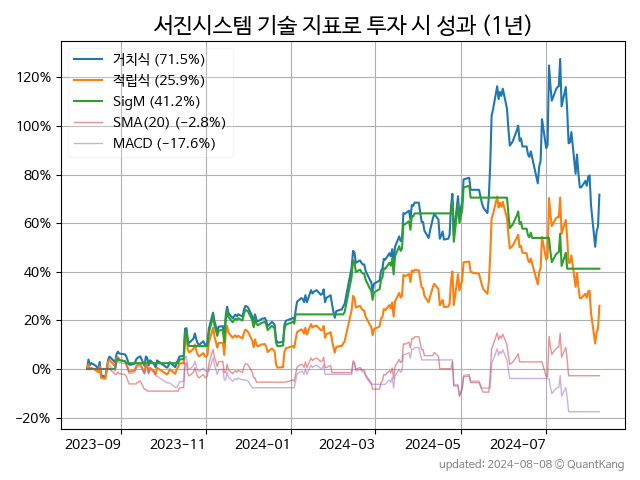 서진시스템 기술 지표로 투자 시 성과 (1년)
거치식 (71.5%)
적립식 (25.9%)
SigM (41.2%)
SMA(20) (−2.8%)
MACD (−17.6%)
120%
100%
80%
60%
40%
20%
0%
−20%
2023-09 2023-11 2024-01 2024-03 2024-05 2024-07
updated: 2024-08-08 © QuantKang